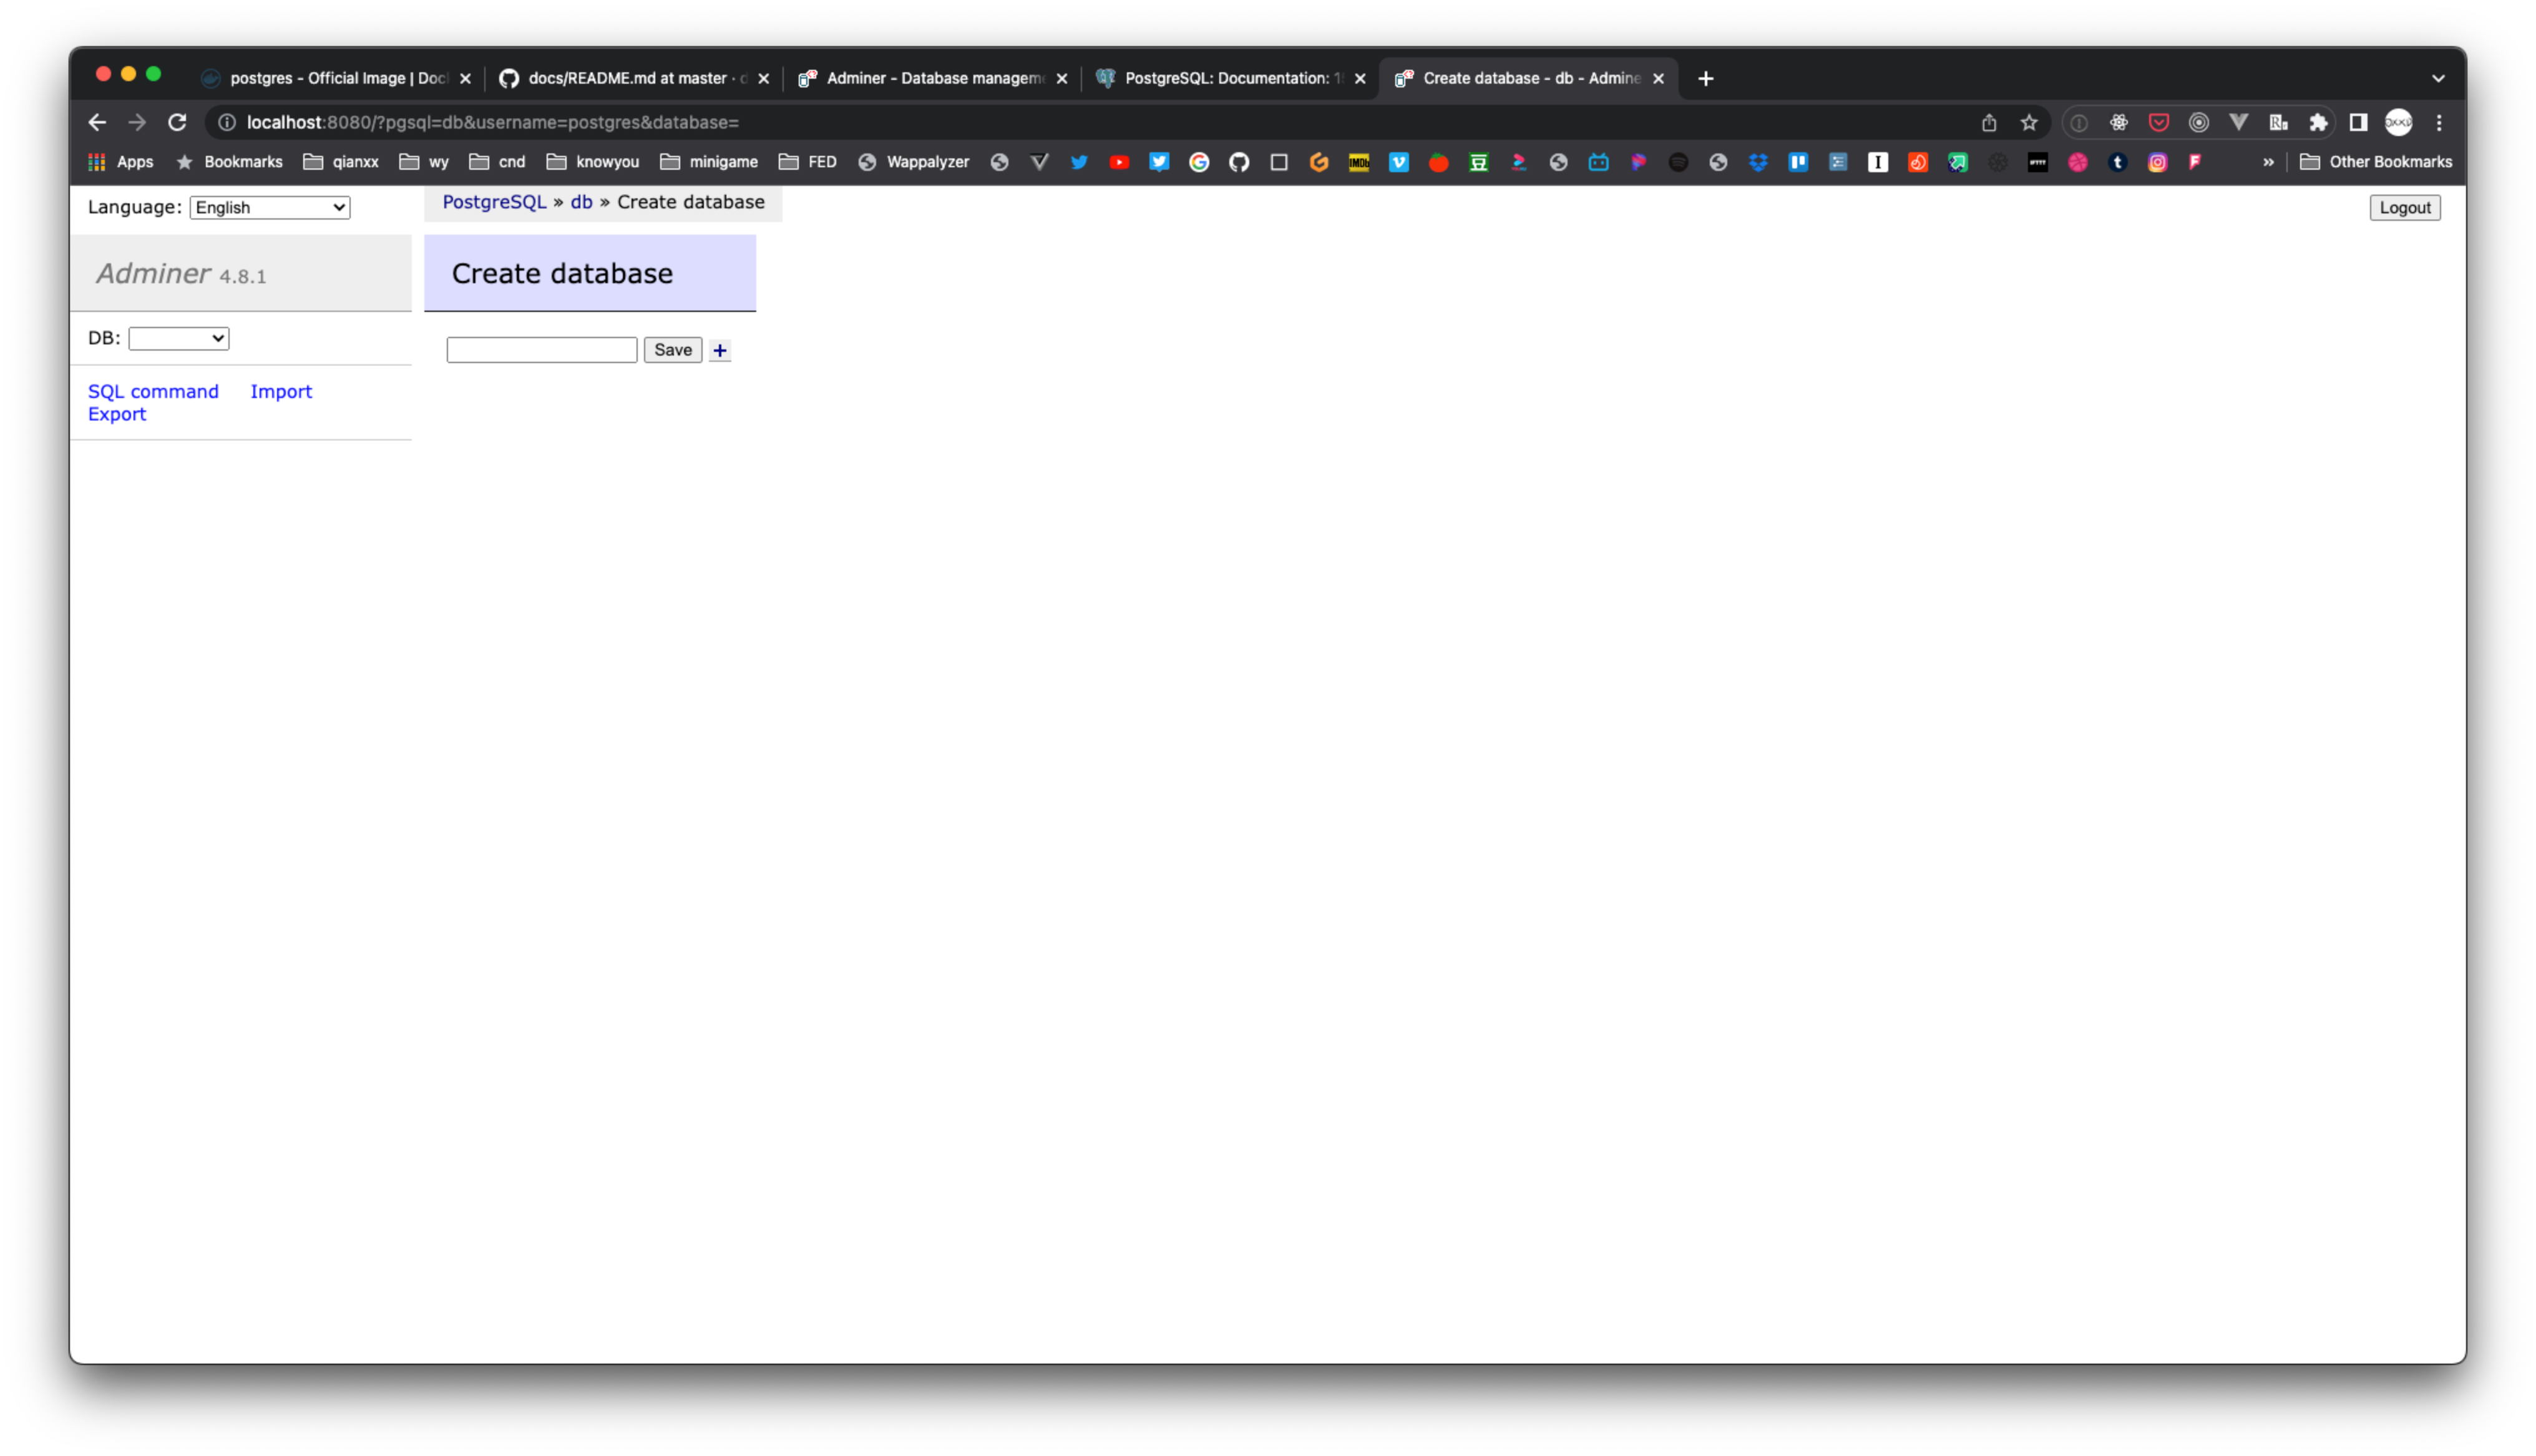 postgres - Official Image | Doc
docs/README.md at master · d
Adminer - Database managem
PostgreSQL: Documentation: 1
Create database - db - Admine
localhost:8080/?pgsql=db&username=postgres&database=
Apps Bookmarks qianxx wy cnd knowyou minigame FED Wappalyzer IMDb IFTTT » Other Bookmarks
Language: English
PostgreSQL » db » Create database
Logout
Adminer 4.8.1
Create database
DB:
Save +
SQL command Import
Export